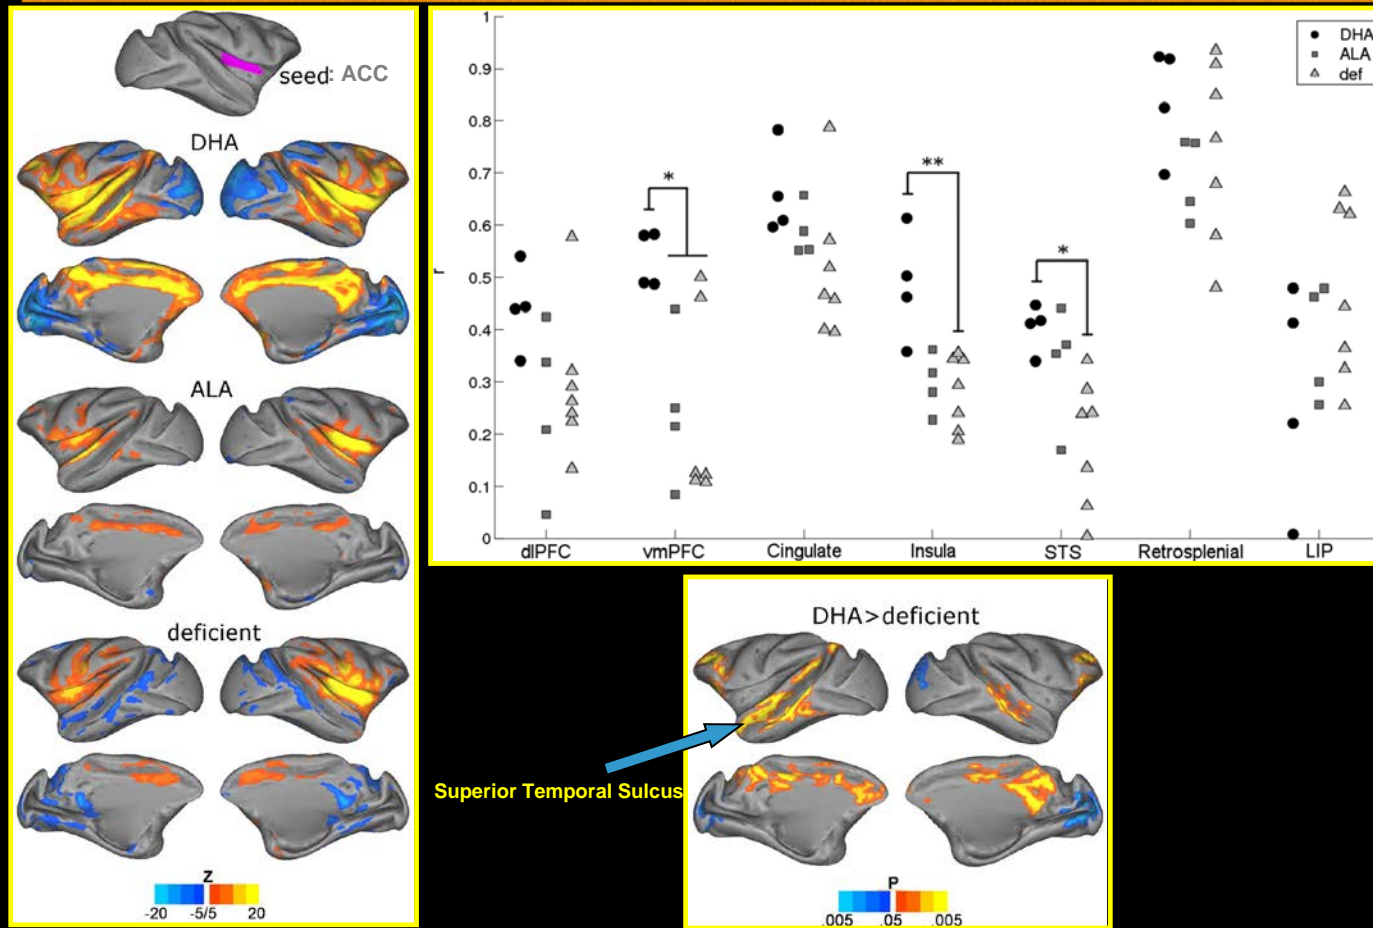 seed: ACC
DHA
ALA
deficient
Z
-20 -5/5 20
1
0.9
0.8
0.7
0.6
0.5
0.4
0.3
0.2
0.1
0
r
DHA
ALA
def
*
**
*
dlPFC vmPFC Cingulate Insula STS Retrosplenial LIP
DHA>deficient
Superior Temporal Sulcus
P
.005 .05 .005